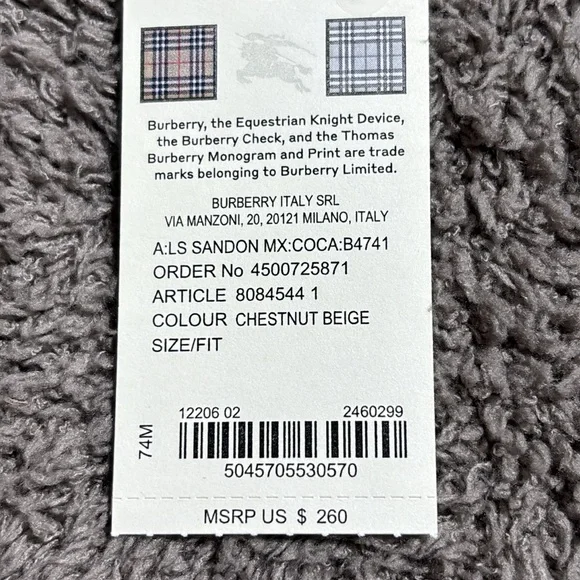 Burberry, the Equestrian Knight Device,
the Burberry Check, and the Thomas
Burberry Monogram and Print are trade
marks belonging to Burberry Limited.
BURBERRY ITALY SRL
VIA MANZONI, 20, 20121 MILANO, ITALY
A:LS SANDON MX:COCA:B4741
ORDER No 4500725871
ARTICLE 8084544 1
COLOUR CHESTNUT BEIGE
SIZE/FIT
12206 02 2460299
74M
5045705530570
MSRP US $ 260